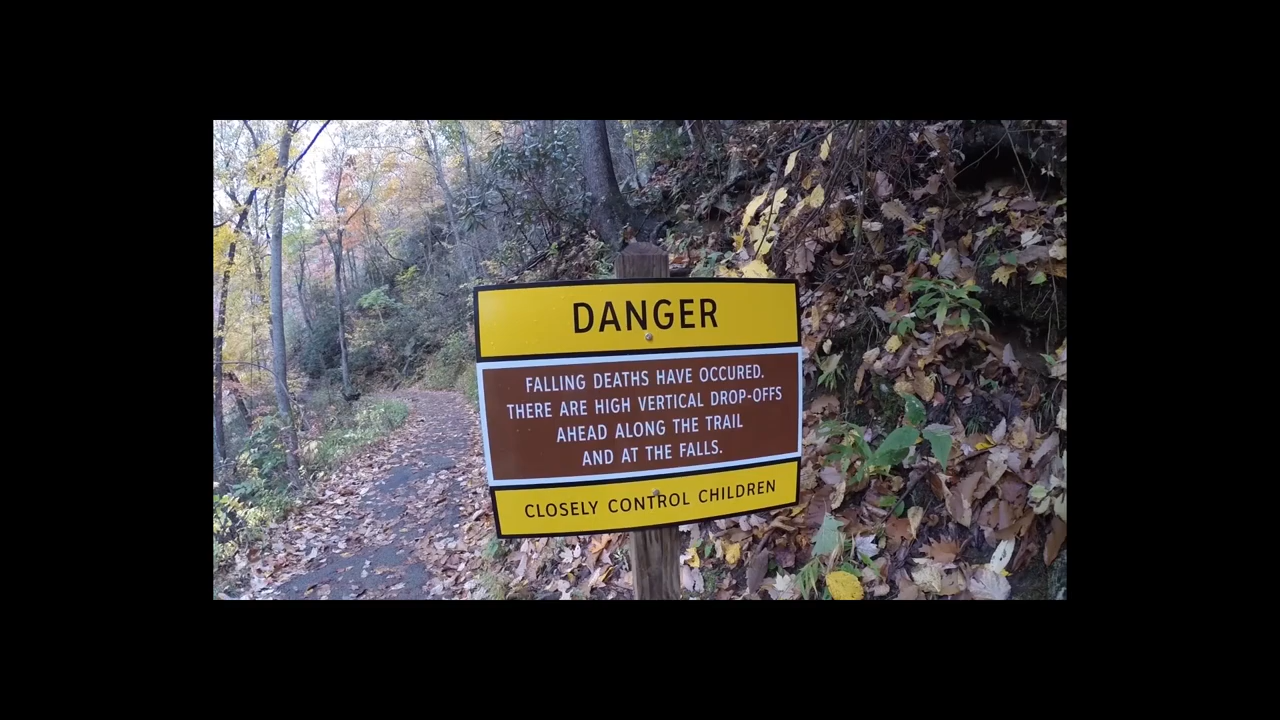 DANGER
FALLING DEATHS HAVE OCCURED.
THERE ARE HIGH VERTICAL DROP-OFFS
AHEAD ALONG THE TRAIL
AND AT THE FALLS.
CLOSELY CONTROL CHILDREN